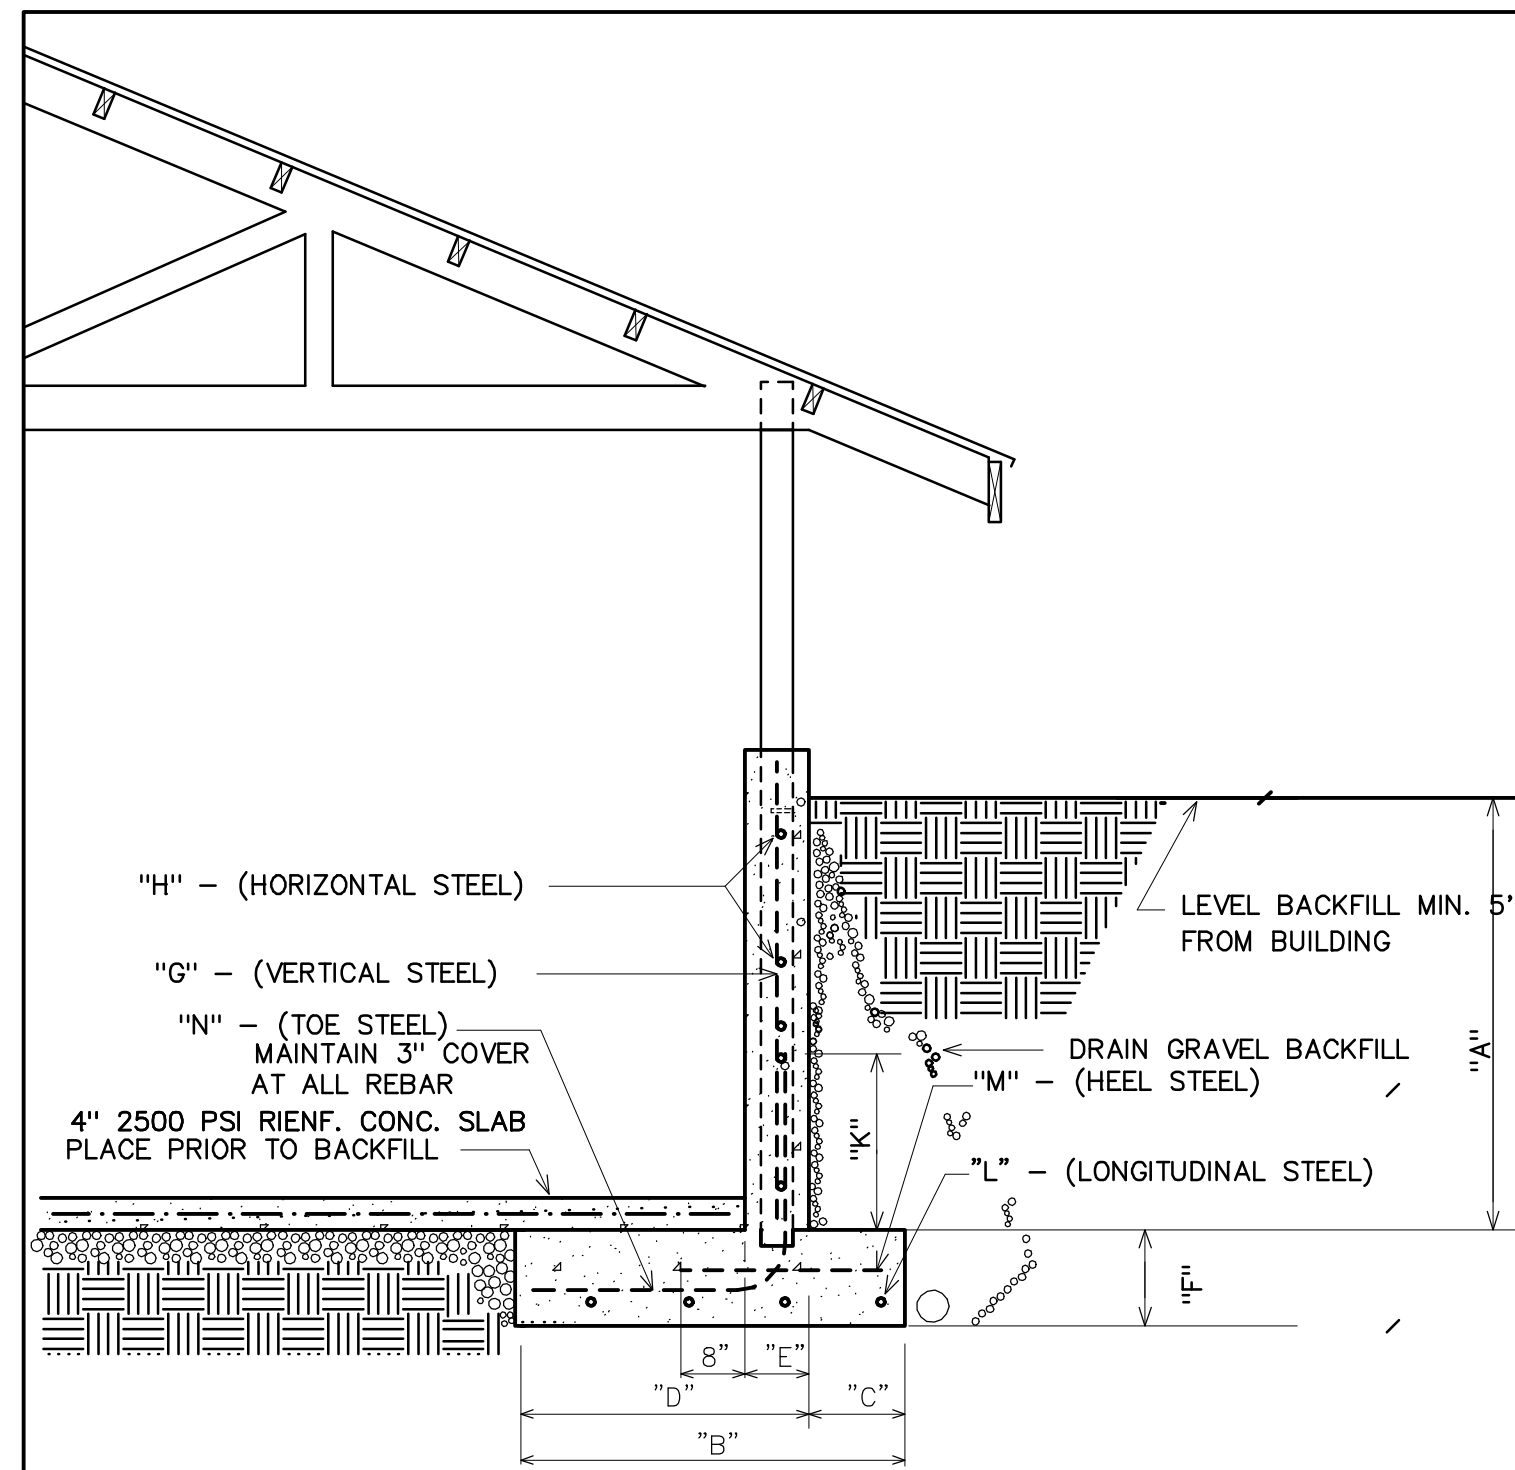 "H" – (HORIZONTAL STEEL)
"G" – (VERTICAL STEEL)
"N" – (TOE STEEL)
MAINTAIN 3" COVER
AT ALL REBAR
4" 2500 PSI RIENF. CONC. SLAB
PLACE PRIOR TO BACKFILL
LEVEL BACKFILL MIN. 5'
FROM BUILDING
"A"
DRAIN GRAVEL BACKFILL
"M" – (HEEL STEEL)
"K"
"L" – (LONGITUDINAL STEEL)
"F"
8"
"E"
"D"
"C"
"B"